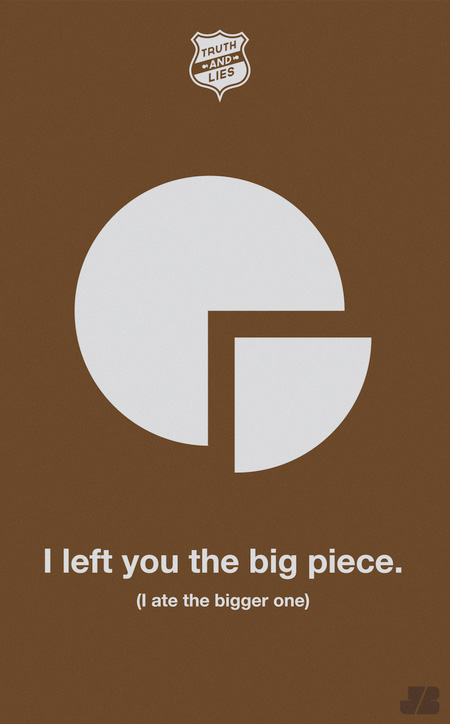 TRUTH
AND
LIES
I left you the big piece.
(I ate the bigger one)
JB